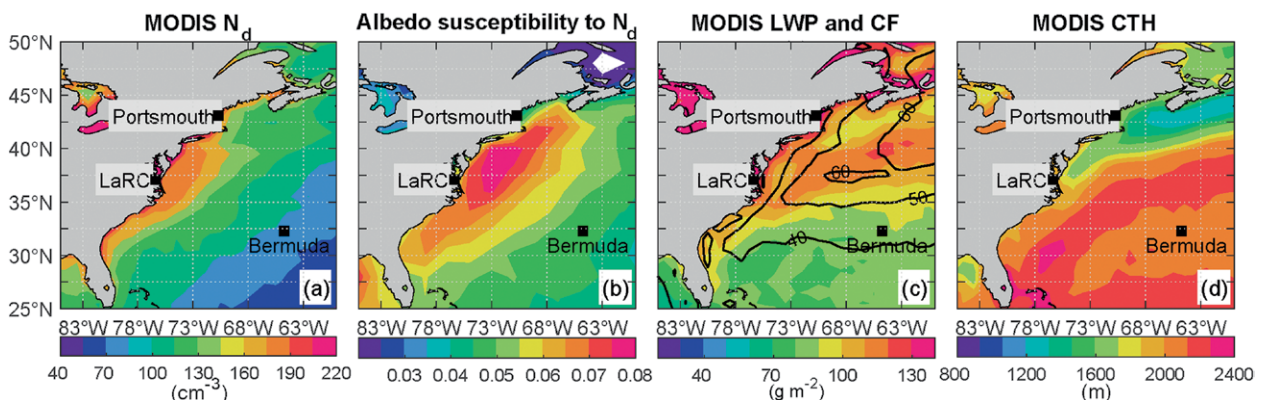 MODIS Nd
Albedo susceptibility to Nd
MODIS LWP and CF
MODIS CTH
50°N
45°N
40°N
35°N
30°N
25°N
Portsmouth
LaRC
Bermuda
(a)
Portsmouth
LaRC
Bermuda
(b)
Portsmouth
LaRC
Bermuda
68
60
50
40
(c)
Portsmouth
LaRC
Bermuda
(d)
83°W 78°W 73°W 68°W 63°W
83°W 78°W 73°W 68°W 63°W
83°W 78°W 73°W 68°W 63°W
83°W 78°W 73°W 68°W 63°W
40 70 100 130 160 190 220
(cm-3)
0.03 0.04 0.05 0.06 0.07 0.08
40 70 100 130
(g m-2)
800 1200 1600 2000 2400
(m)